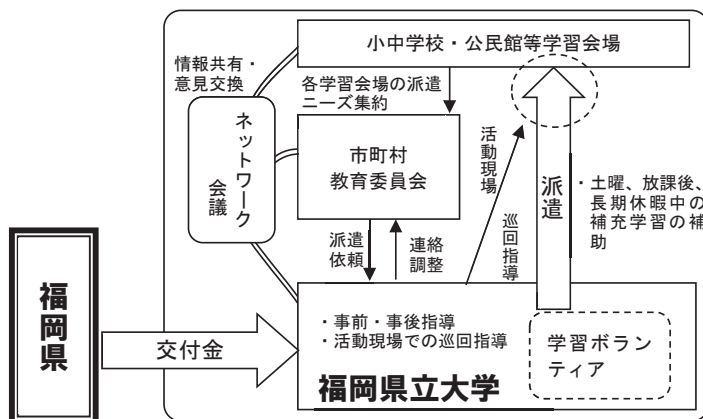 小中学校・公民館等学習会場
情報共有・
意見交換
各学習会場の派遣
ニーズ集約
ネットワーク
会議
市町村
教育委員会
活動現場
巡回指導
派遣
・土曜、放課後、
長期休暇中の
補充学習の補
助
派遣
依頼
連絡
調整
福岡県
交付金
・事前・事後指導
・活動現場での巡回指導
福岡県立大学
学習ボラン
ティア